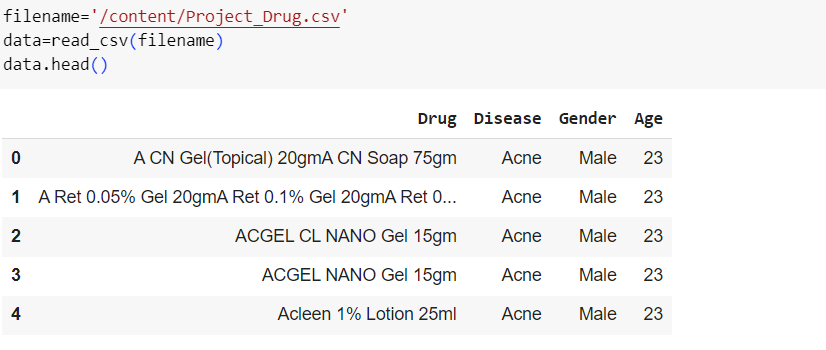 filename='/content/Project_Drug.csv'
data=read_csv(filename)
data.head()
Drug Disease Gender Age
0 A CN Gel(Topical) 20gmA CN Soap 75gm Acne Male 23
1 A Ret 0.05% Gel 20gmA Ret 0.1% Gel 20gmA Ret 0... Acne Male 23
2 ACGEL CL NANO Gel 15gm Acne Male 23
3 ACGEL NANO Gel 15gm Acne Male 23
4 Acleen 1% Lotion 25ml Acne Male 23